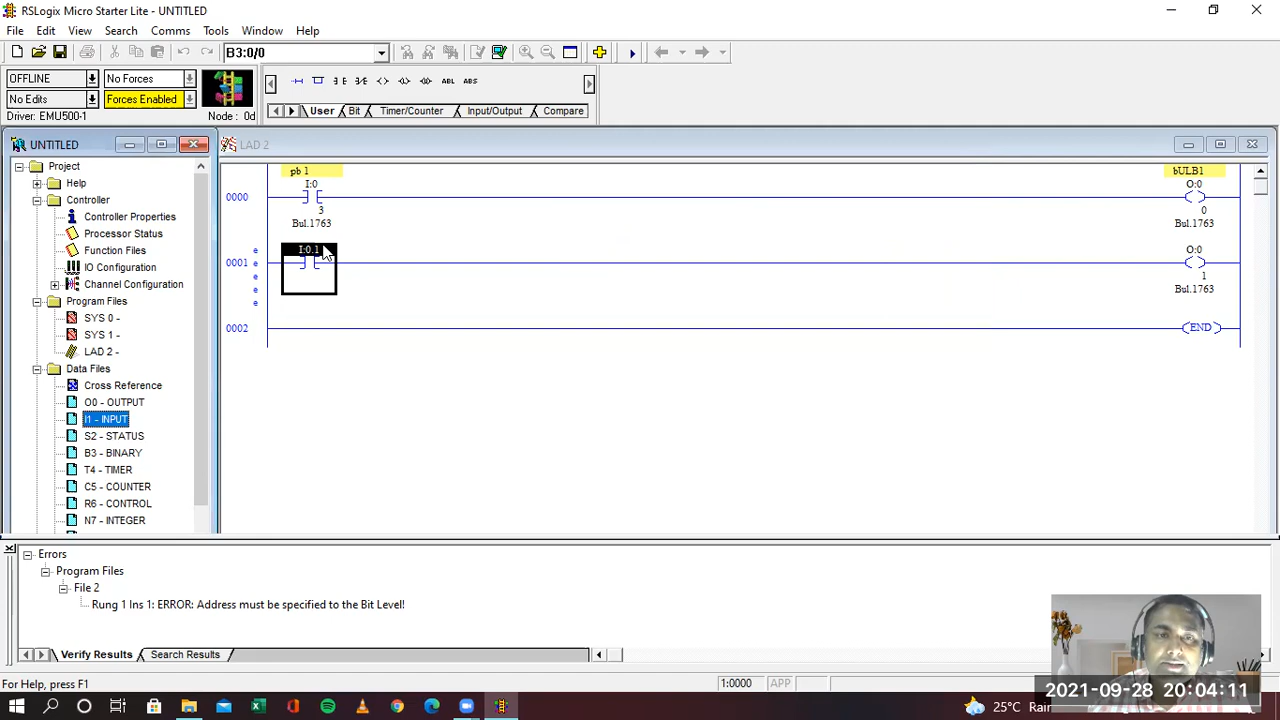 RSLogix Micro Starter Lite - UNTITLED
File Edit View Search Comms Tools Window Help
B3:0/0
OFFLINE No Forces
No Edits Forces Enabled
Driver: EMU500-1 Node : 0d
ABL ABS
User Bit Timer/Counter Input/Output Compare
UNTITLED
Project
Help
Controller
Controller Properties
Processor Status
Function Files
IO Configuration
Channel Configuration
Program Files
SYS 0 -
SYS 1 -
LAD 2 -
Data Files
Cross Reference
O0 - OUTPUT
I1 - INPUT
S2 - STATUS
B3 - BINARY
T4 - TIMER
C5 - COUNTER
R6 - CONTROL
N7 - INTEGER
LAD 2
pb 1 bULB1
I:0 O:0
0000
3 0
Bul.1763 Bul.1763
e I:0.1 O:0
0001 e
e 1
e Bul.1763
e
0002 END
Errors
Program Files
File 2
Rung 1 Ins 1: ERROR: Address must be specified to the Bit Level!
Verify Results Search Results
For Help, press F1 1:0000 APP
2021-09-28 20:04:11
25°C Rain